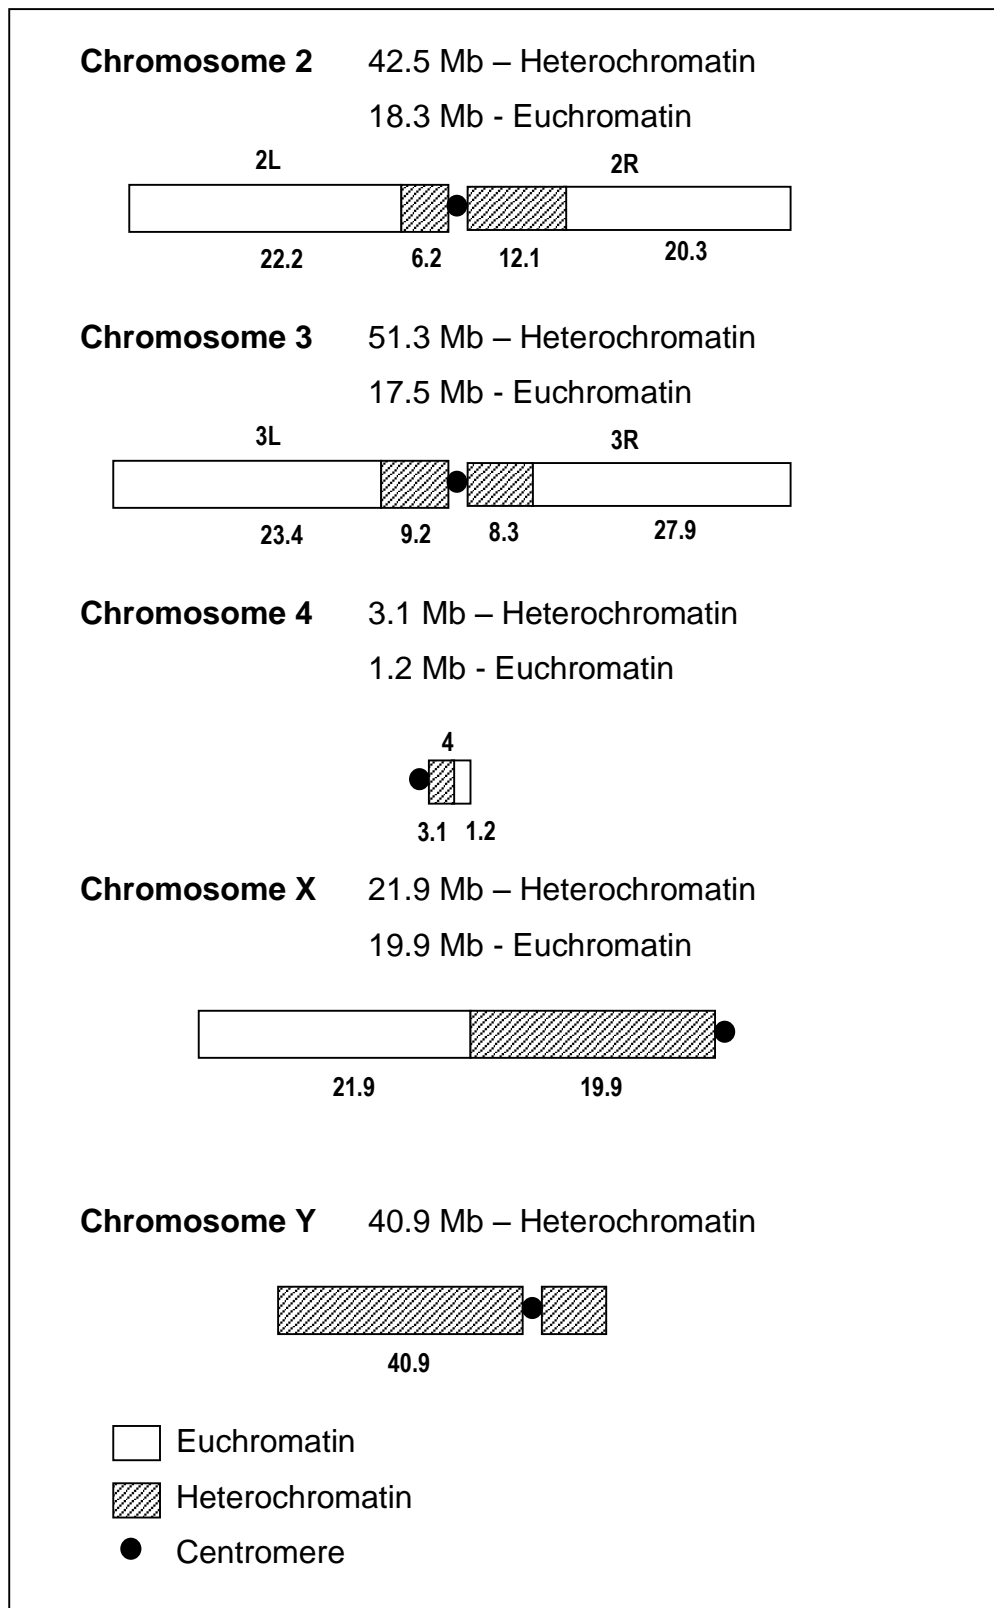 Chromosome 2 42.5 Mb – Heterochromatin
18.3 Mb - Euchromatin
2L 2R
22.2 6.2 12.1 20.3
Chromosome 3 51.3 Mb – Heterochromatin
17.5 Mb - Euchromatin
3L 3R
23.4 9.2 8.3 27.9
Chromosome 4 3.1 Mb – Heterochromatin
1.2 Mb - Euchromatin
4
3.1 1.2
Chromosome X 21.9 Mb – Heterochromatin
19.9 Mb - Euchromatin
21.9 19.9
Chromosome Y 40.9 Mb – Heterochromatin
40.9
Euchromatin
Heterochromatin
Centromere